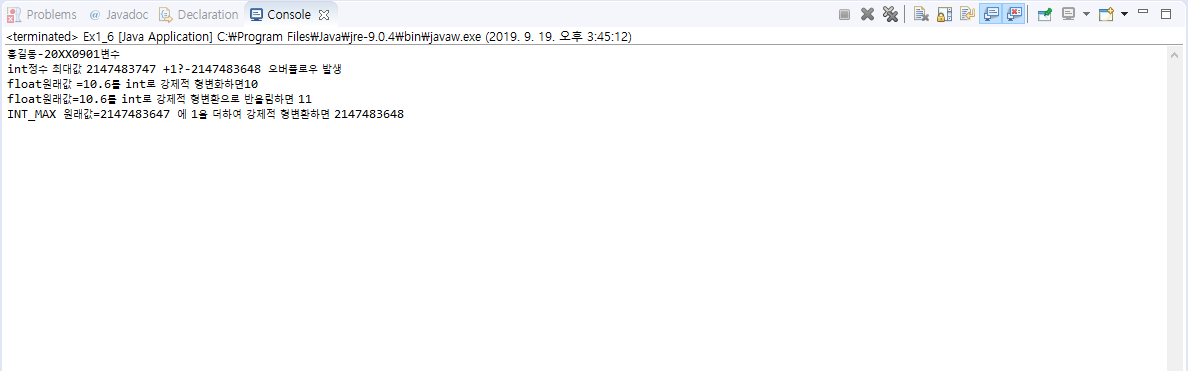 Problems @ Javadoc Declaration Console
<terminated> Ex1_6 [Java Application] C:₩Program Files₩Java₩jre-9.0.4₩bin₩javaw.exe (2019. 9. 19. 오후 3:45:12)
홍길동-20XX0901변수
int정수 최대값 2147483747 +1?-2147483648 오버플로우 발생
float원래값 =10.6를 int로 강제적 형변화하면10
float원래값=10.6를 int로 강제적 형변환으로 반올림하면 11
INT_MAX 원래값=2147483647 에 1을 더하여 강제적 형변환하면 2147483648